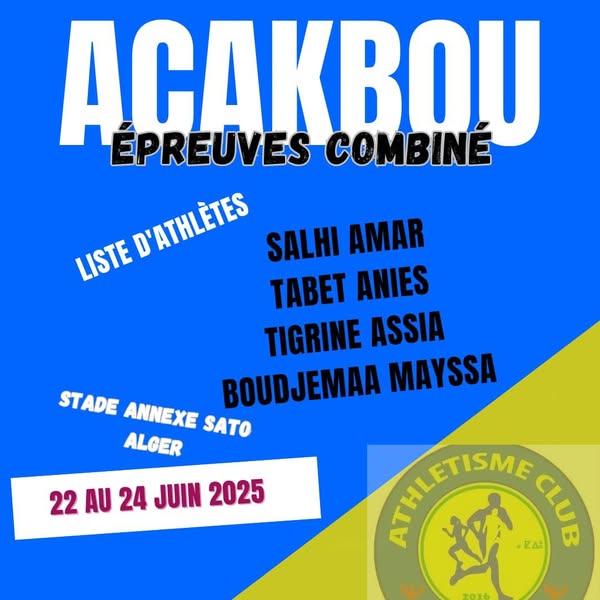 ACAKBOU
ÉPREUVES COMBINÉ
LISTE D'ATHLÈTES
SALHI AMAR
TABET ANIES
TIGRINE ASSIA
BOUDJEMAA MAYSSA
STADE ANNEXE SATO
ALGER
22 AU 24 JUIN 2025
ATHLETISME CLUB
2016